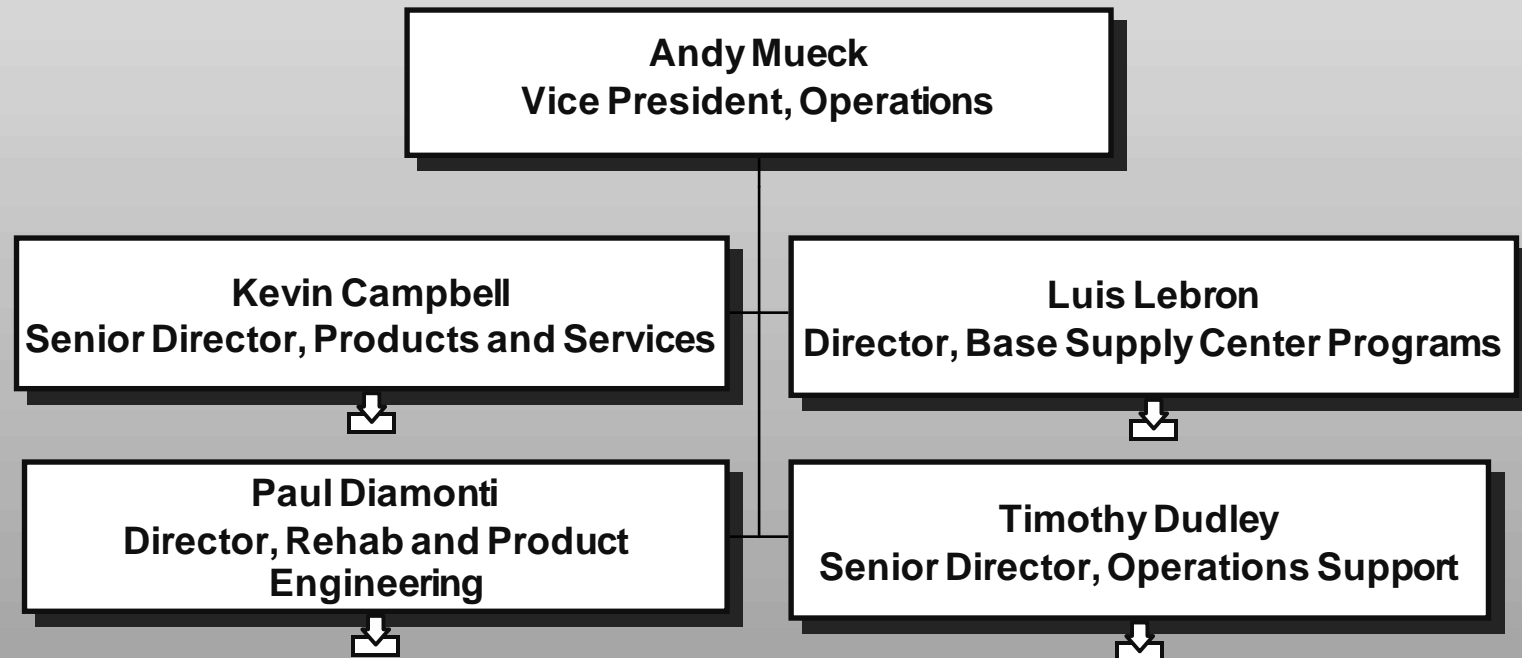 Andy Mueck
Vice President, Operations
Kevin Campbell
Senior Director, Products and Services
Luis Lebron
Director, Base Supply Center Programs
Paul Diamonti
Director, Rehab and Product
Engineering
Timothy Dudley
Senior Director, Operations Support